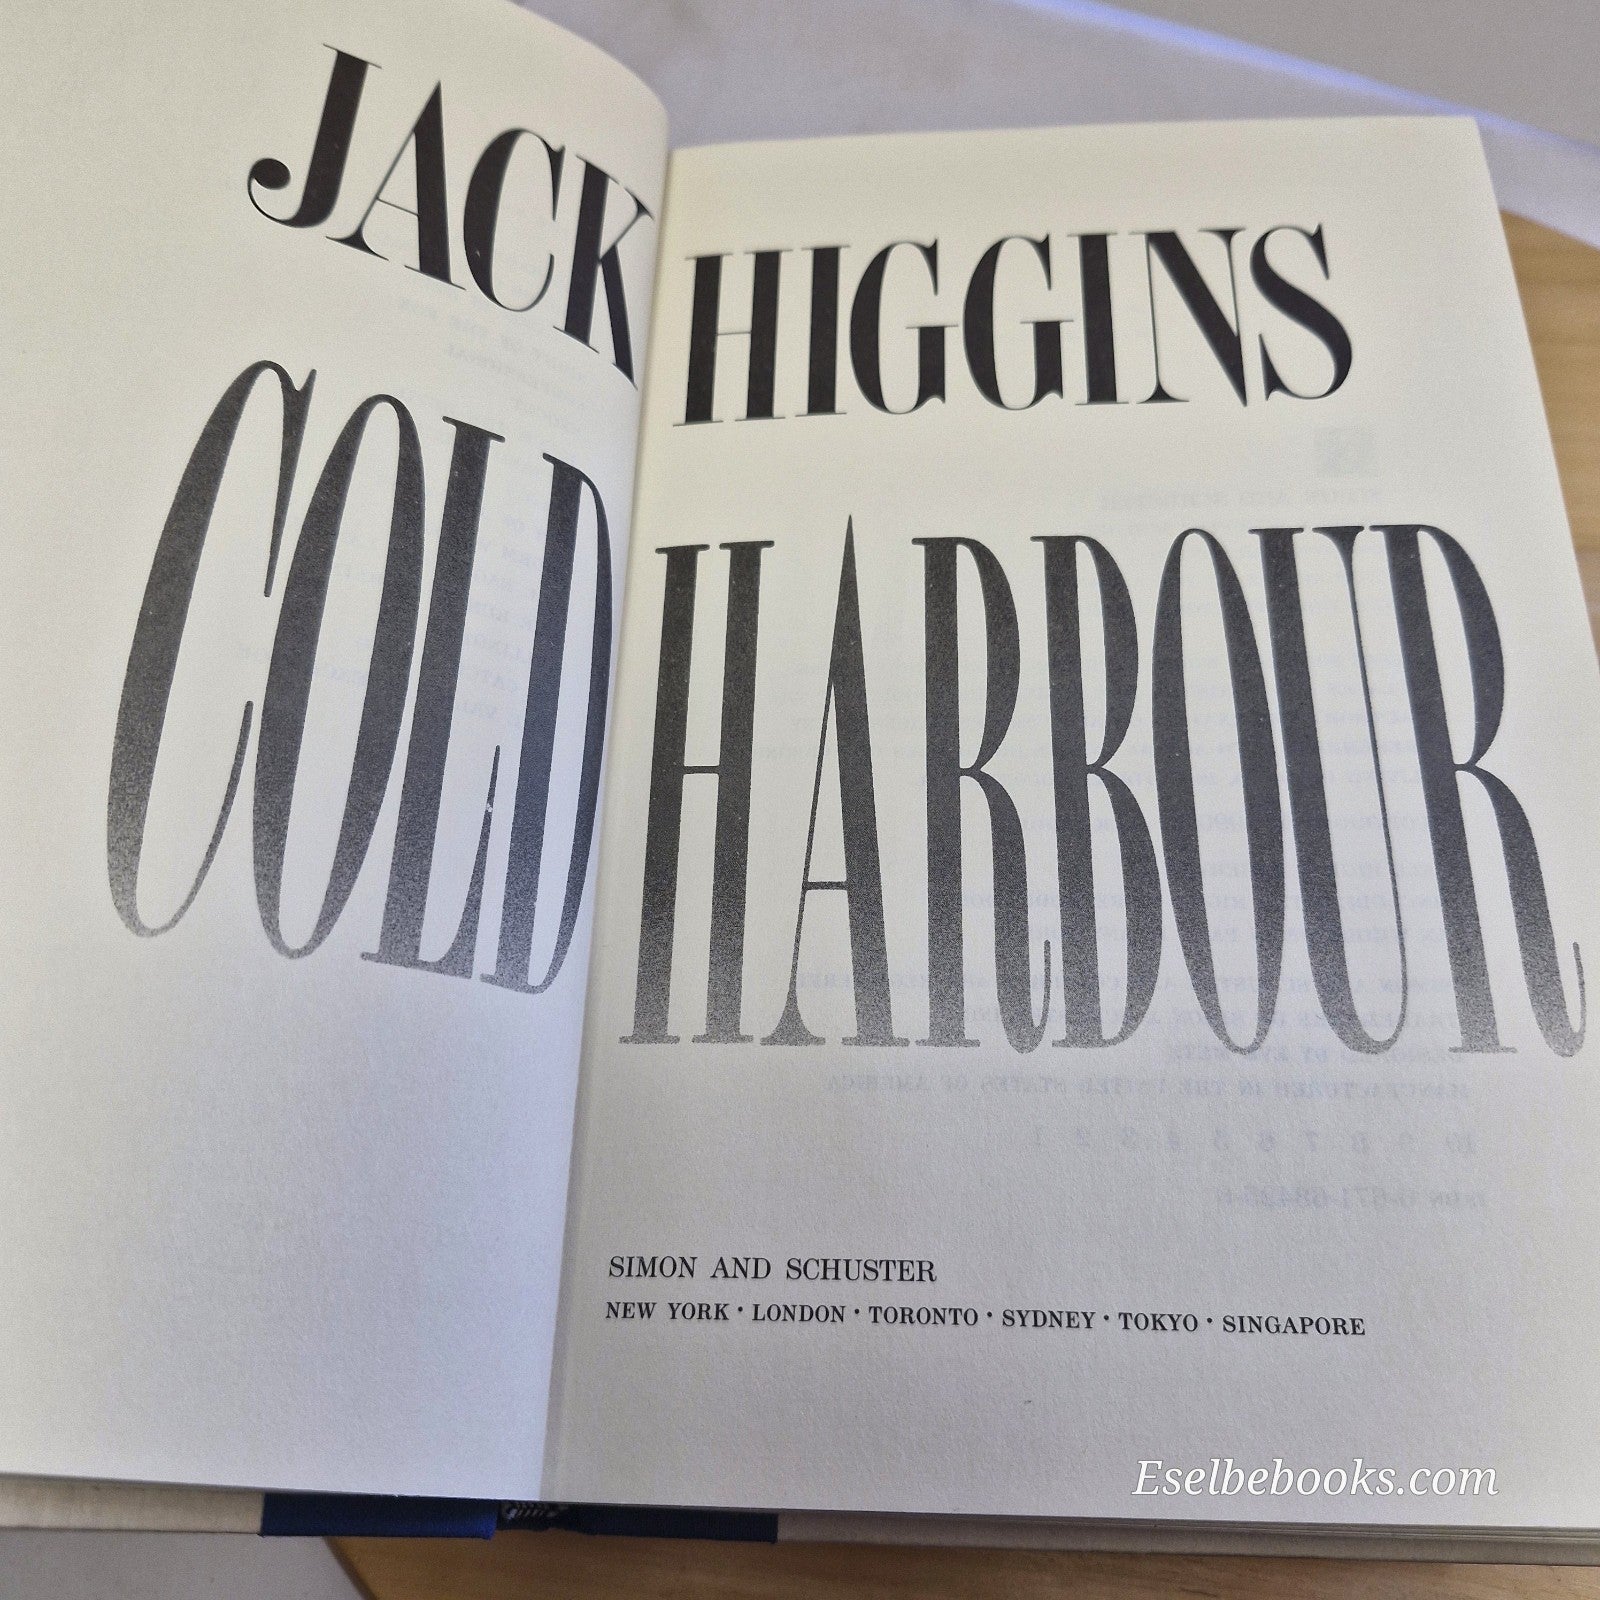 JACK HIGGINS
COLD HARBOUR
SIMON AND SCHUSTER
NEW YORK · LONDON · TORONTO · SYDNEY · TOKYO · SINGAPORE
Eselbebooks.com